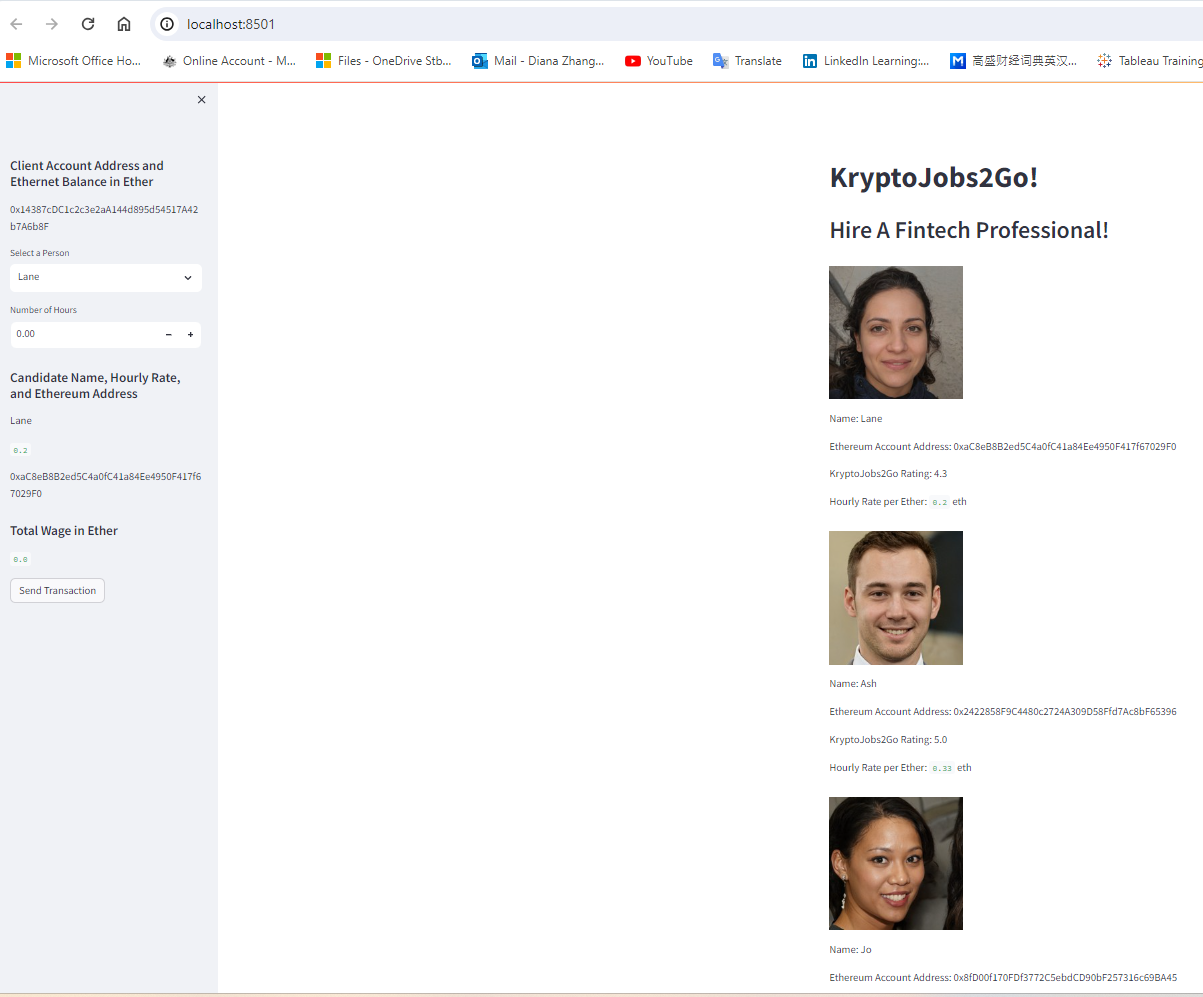 localhost:8501
Microsoft Office Ho...
Online Account - M...
Files - OneDrive Stb...
Mail - Diana Zhang...
YouTube
Translate
LinkedIn Learning:...
高盛财经词典英汉...
Tableau Training
Client Account Address and
Ethernet Balance in Ether
0x14387cDC1c2c3e2aA144d895d54517A42
b7A6b8F
Select a Person
Lane
Number of Hours
0.00
Candidate Name, Hourly Rate,
and Ethereum Address
Lane
0.2
0xaC8eB8B2ed5C4a0fC41a84Ee4950F417f6
7029F0
Total Wage in Ether
0.0
Send Transaction
KryptoJobs2Go!
Hire A Fintech Professional!
Name: Lane
Ethereum Account Address: 0xaC8eB8B2ed5C4a0fC41a84Ee4950F417f67029F0
KryptoJobs2Go Rating: 4.3
Hourly Rate per Ether: 0.2 eth
Name: Ash
Ethereum Account Address: 0x2422858F9C4480c2724A309D58Ffd7Ac8bF65396
KryptoJobs2Go Rating: 5.0
Hourly Rate per Ether: 0.33 eth
Name: Jo
Ethereum Account Address: 0x8fD00f170FDf3772C5ebdCD90bF257316c69BA45